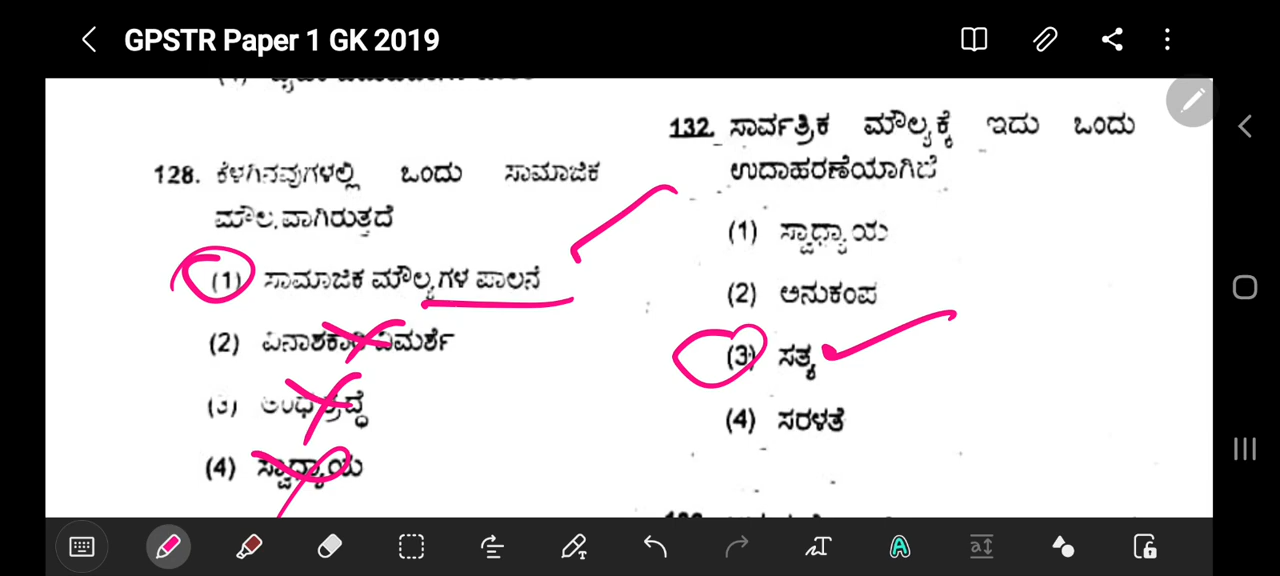 GPSTR Paper 1 GK 2019
128. ಕೆಳಗಿನವುಗಳಲ್ಲಿ ಒಂದು ಸಾಮಾಜಿಕ
ಮೌಲ್ಯವಾಗಿರುತ್ತದೆ
(1) ಸಾಮಾಜಿಕ ಮೌಲ್ಯಗಳ ಪಾಲನೆ
(2) ವಿನಾಶಕಾರಿ ವಿಮರ್ಶೆ
(3) ಅಂಧಶ್ರದ್ಧೆ
(4) ಸ್ವಾಧ್ಯಾಯ
132. ಸಾರ್ವತ್ರಿಕ ಮೌಲ್ಯಕ್ಕೆ ಇದು ಒಂದು
ಉದಾಹರಣೆಯಾಗಿದೆ
(1) ಸ್ವಾಧ್ಯಾಯ
(2) ಅನುಕಂಪ
(3) ಸತ್ಯ
(4) ಸರಳತೆ